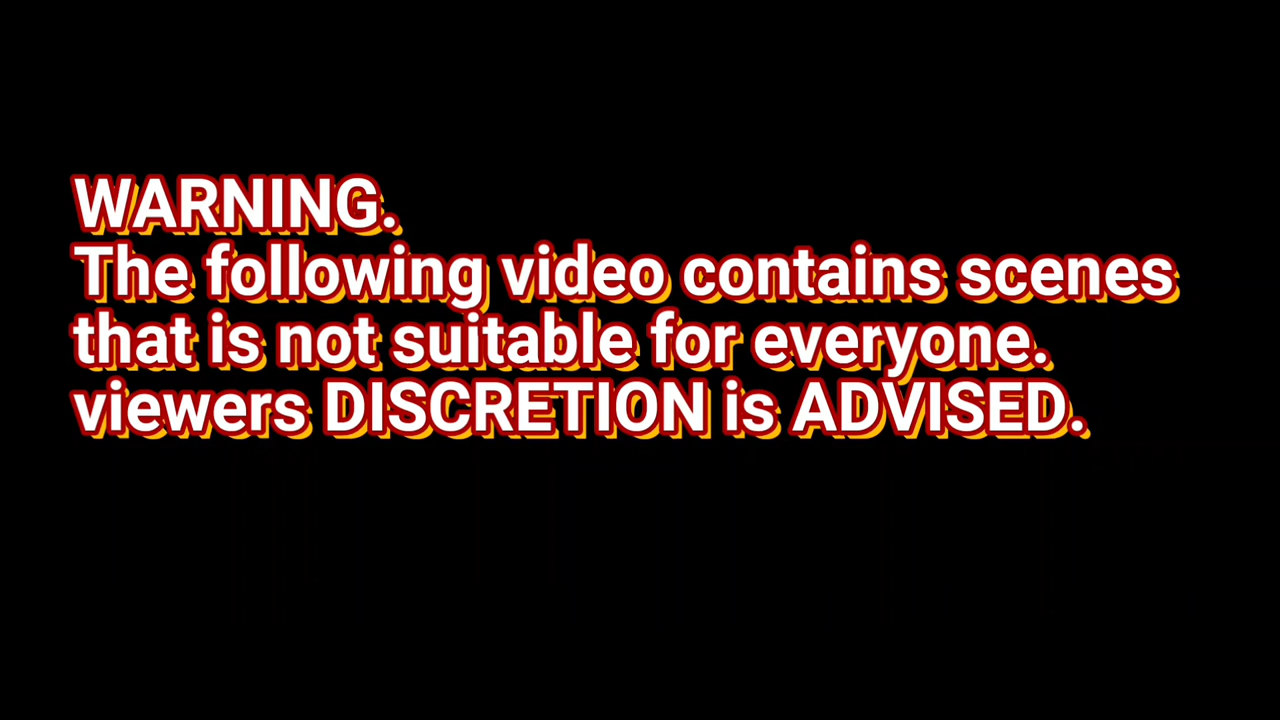 WARNING.
The following video contains scenes
that is not suitable for everyone.
viewers DISCRETION is ADVISED.